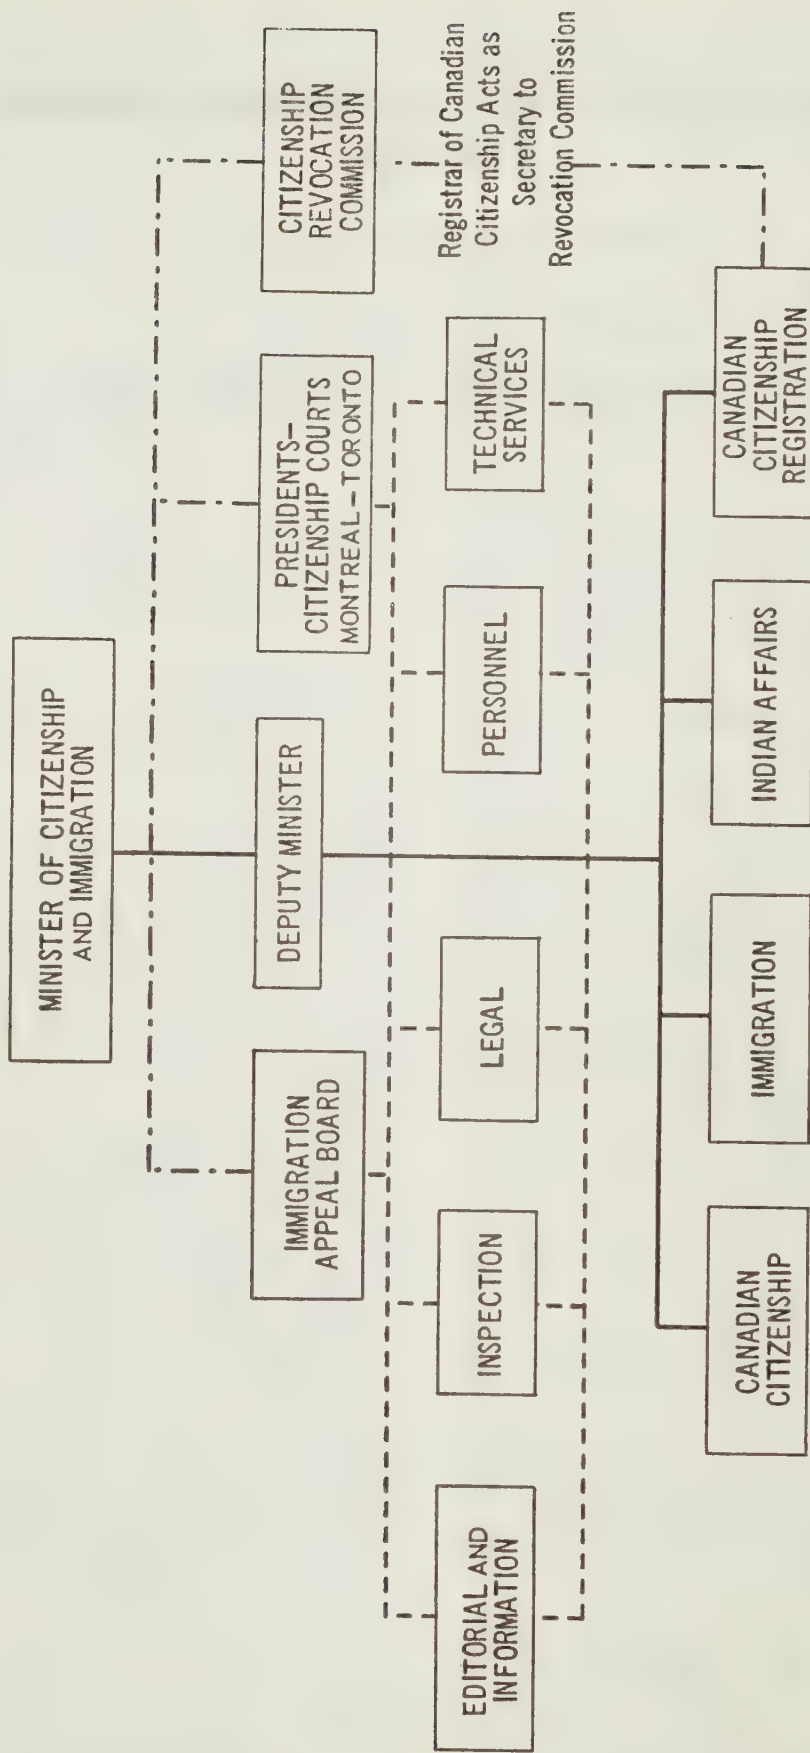 MINISTER OF CITIZENSHIP
AND IMMIGRATION
IMMIGRATION
APPEAL BOARD
DEPUTY MINISTER
PRESIDENTS–
CITIZENSHIP COURTS
MONTREAL–TORONTO
CITIZENSHIP
REVOCATION
COMMISSION
Registrar of Canadian
Citizenship Acts as
Secretary to
Revocation Commission
EDITORIAL AND
INFORMATION
INSPECTION
LEGAL
PERSONNEL
TECHNICAL
SERVICES
CANADIAN
CITIZENSHIP
IMMIGRATION
INDIAN AFFAIRS
CANADIAN
CITIZENSHIP
REGISTRATION